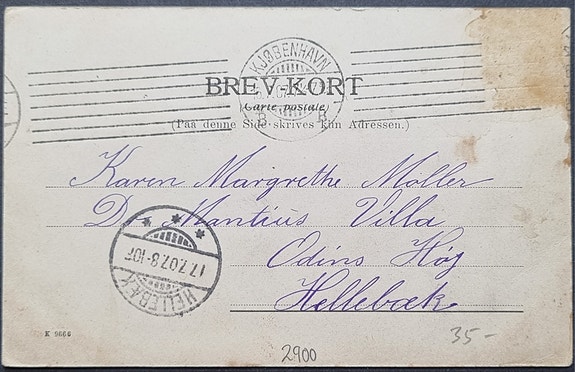 KJØBENHAVN
BREV-KORT
(Carte postale)
B B
(Paa denne Side skrives kun Adressen.)
Karen Margrethe Møller
Dr. Mantius Villa
Odins Høj
Hellebæk
17.7.07.8-10F
HELLEBÆK
K 9666
35-
2900